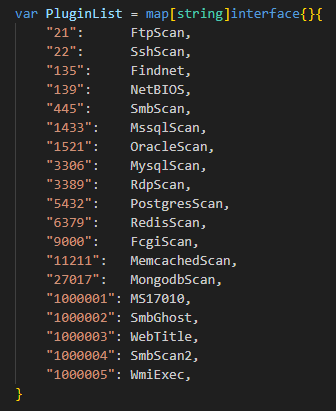 var PluginList = map[string]interface{}{
    "21":      FtpScan,
    "22":      SshScan,
    "135":     Findnet,
    "139":     NetBIOS,
    "445":     SmbScan,
    "1433":    MssqlScan,
    "1521":    OracleScan,
    "3306":    MysqlScan,
    "3389":    RdpScan,
    "5432":    PostgresScan,
    "6379":    RedisScan,
    "9000":    FcgiScan,
    "11211":   MemcachedScan,
    "27017":   MongodbScan,
    "1000001": MS17010,
    "1000002": SmbGhost,
    "1000003": WebTitle,
    "1000004": SmbScan2,
    "1000005": WmiExec,
}